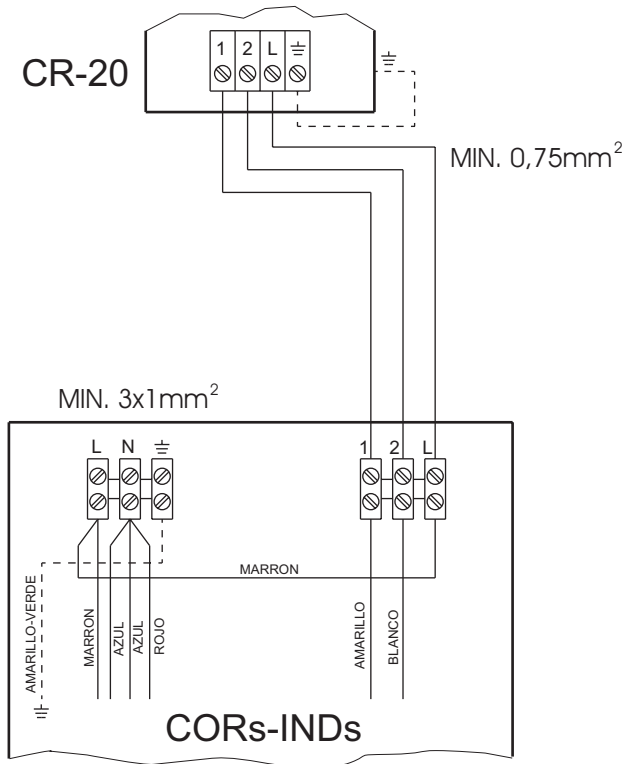 1 2 L
CR-20
MIN. 0,75mm²
MIN. 3x1mm²
L N
1 2 L
MARRON
AMARILLO-VERDE
MARRON
AZUL
AZUL
ROJO
AMARILLO
BLANCO
CORs-INDs